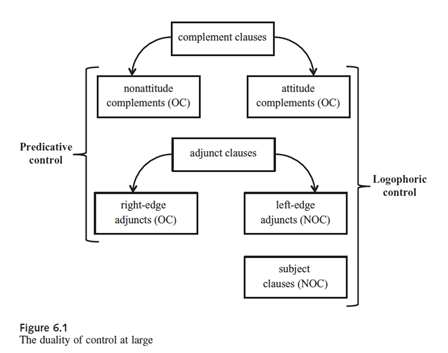 complement clauses
nonattitude
complements (OC)
attitude
complements (OC)
Predicative
control
adjunct clauses
Logophoric
control
right-edge
adjuncts (OC)
left-edge
adjuncts (NOC)
subject
clauses (NOC)
Figure 6.1
The duality of control at large